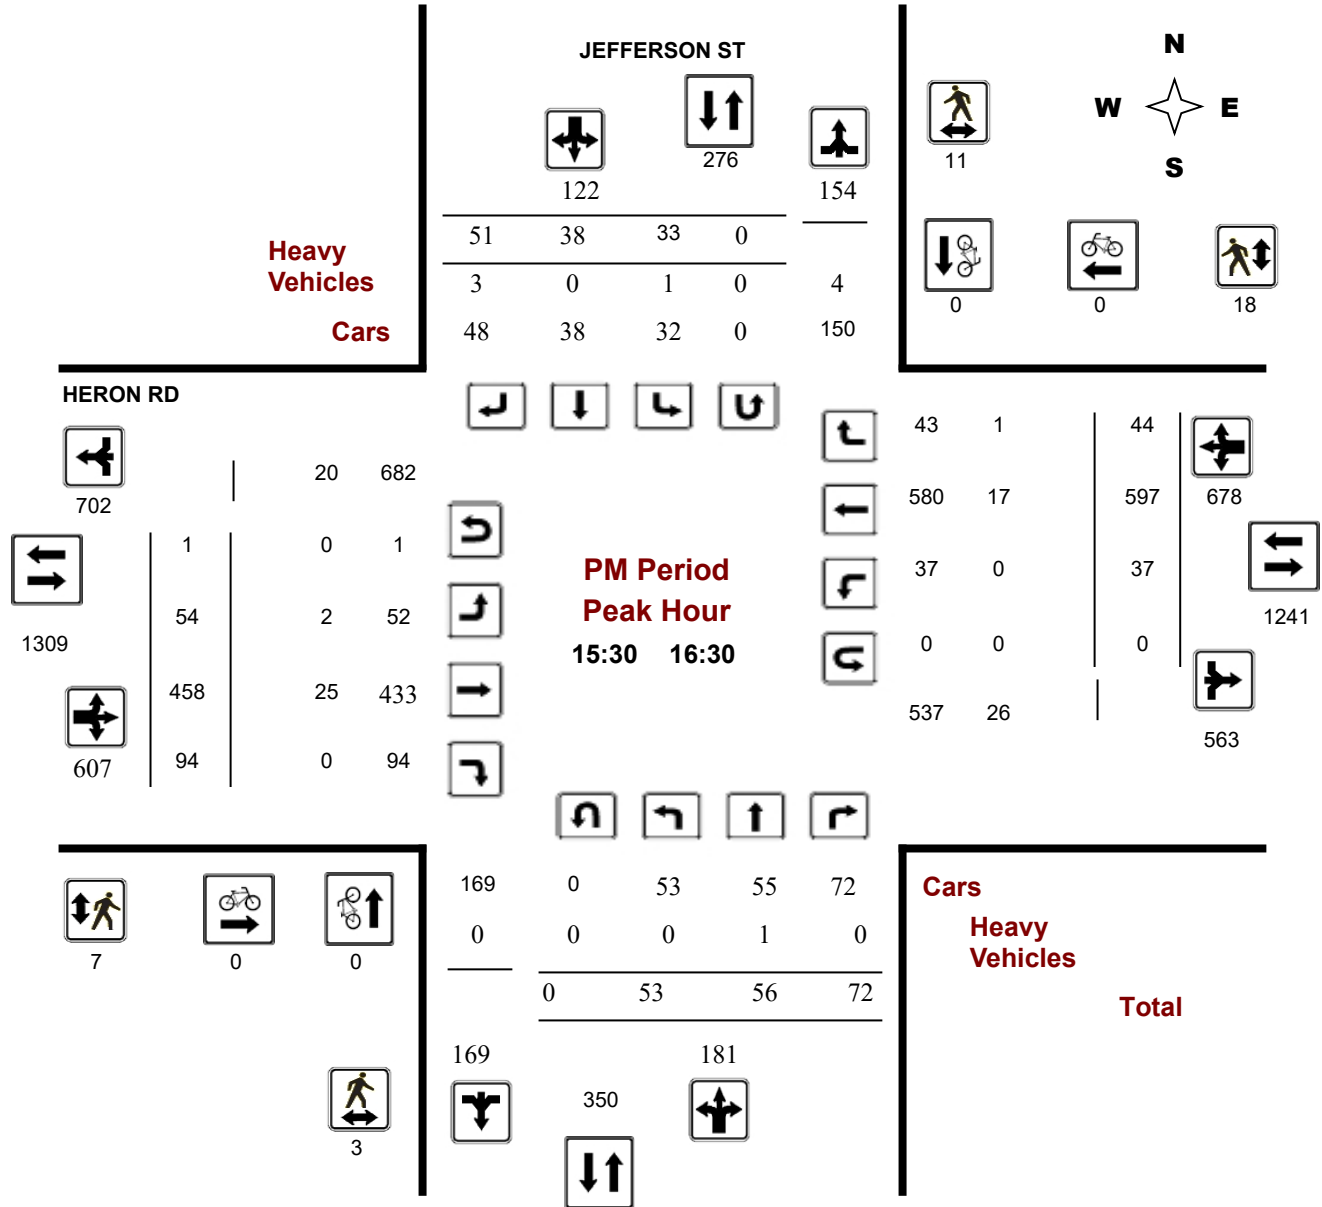 JEFFERSON ST
N
W E
S
276
11
122
154
51 38 33 0
Heavy
Vehicles
3 0 1 0 4
0 0 18
Cars
48 38 32 0 150
HERON RD
43 1 44
20 682
702
580 17 597 678
1 0 1
PM Period
Peak Hour
37 0 37
54 2 52
1309
15:30 16:30
0 0 0
1241
458 25 433
537 26
563
607 94 0 94
169 0 53 55 72
Cars
0 0 0 1 0
Heavy
Vehicles
7 0 0
0 53 56 72
Total
169 181
350
3